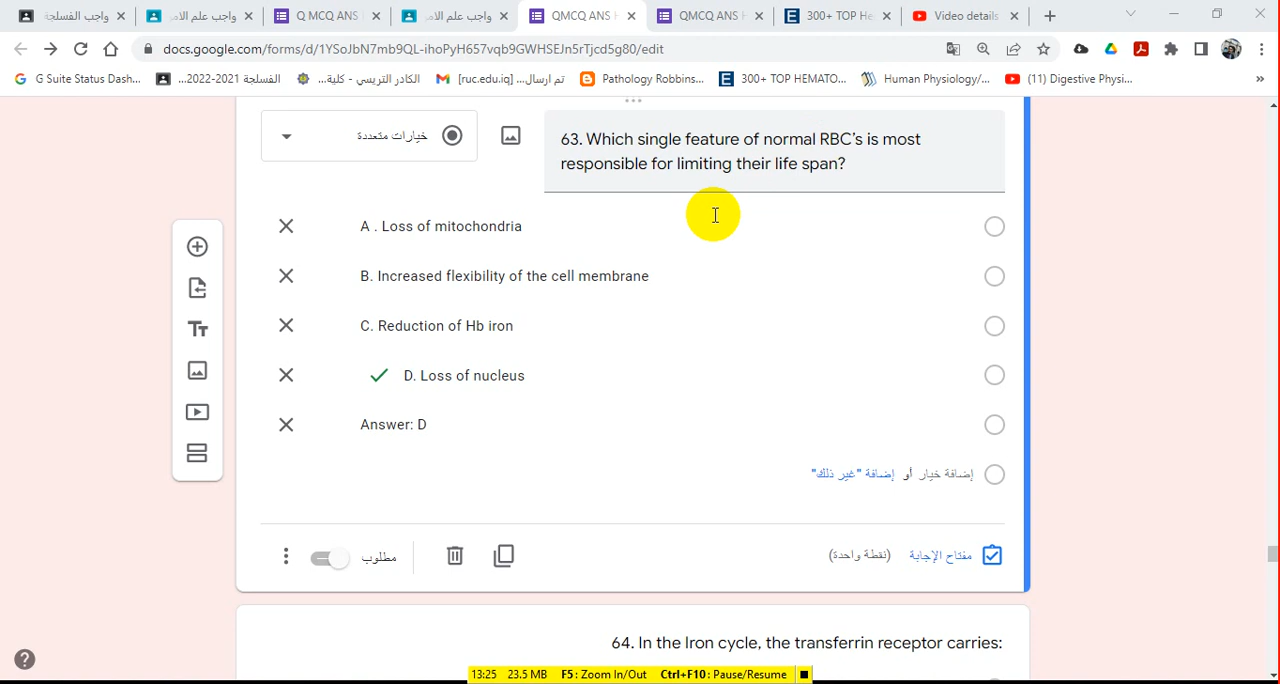 واجب الفسلجة
واجب علم الامر
Q MCQ ANS
واجب علم الامر
QMCQ ANS H
QMCQ ANS H
300+ TOP He
Video details
docs.google.com/forms/d/1YSoJbN7mb9QL-ihoPyH657vqb9GWHSEJn5rTjcd5g80/edit
G Suite Status Dash...
الفسلجة 2021-2022...
الكادر التريسي - كلية...
تم ارسال... [ruc.edu.iq]
Pathology Robbins...
300+ TOP HEMATO...
Human Physiology/...
(11) Digestive Physi...
»
خيارات متعددة
63. Which single feature of normal RBC's is most
responsible for limiting their life span?
A . Loss of mitochondria
B. Increased flexibility of the cell membrane
C. Reduction of Hb iron
D. Loss of nucleus
Answer: D
إضافة خيار أو إضافة "غير ذلك"
مطلوب
مفتاح الإجابة (نقطة واحدة)
64. In the Iron cycle, the transferrin receptor carries:
13:25 23.5 MB F5: Zoom In/Out Ctrl+F10: Pause/Resume